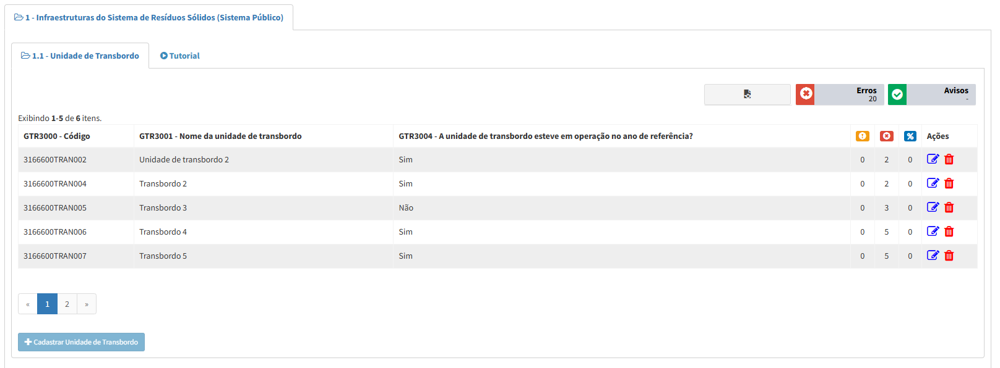 1 - Infraestruturas do Sistema de Resíduos Sólidos (Sistema Público)
1.1 - Unidade de Transbordo Tutorial
Erros
20
Avisos
-
Exibindo 1-5 de 6 itens.
GTR3000 - Código GTR3001 - Nome da unidade de transbordo GTR3004 - A unidade de transbordo esteve em operação no ano de referência? Ações
3166600TRAN002 Unidade de transbordo 2 Sim 0 2 0
3166600TRAN004 Transbordo 2 Sim 0 2 0
3166600TRAN005 Transbordo 3 Não 0 3 0
3166600TRAN006 Transbordo 4 Sim 0 5 0
3166600TRAN007 Transbordo 5 Sim 0 5 0
« 1 2 »
Cadastrar Unidade de Transbordo